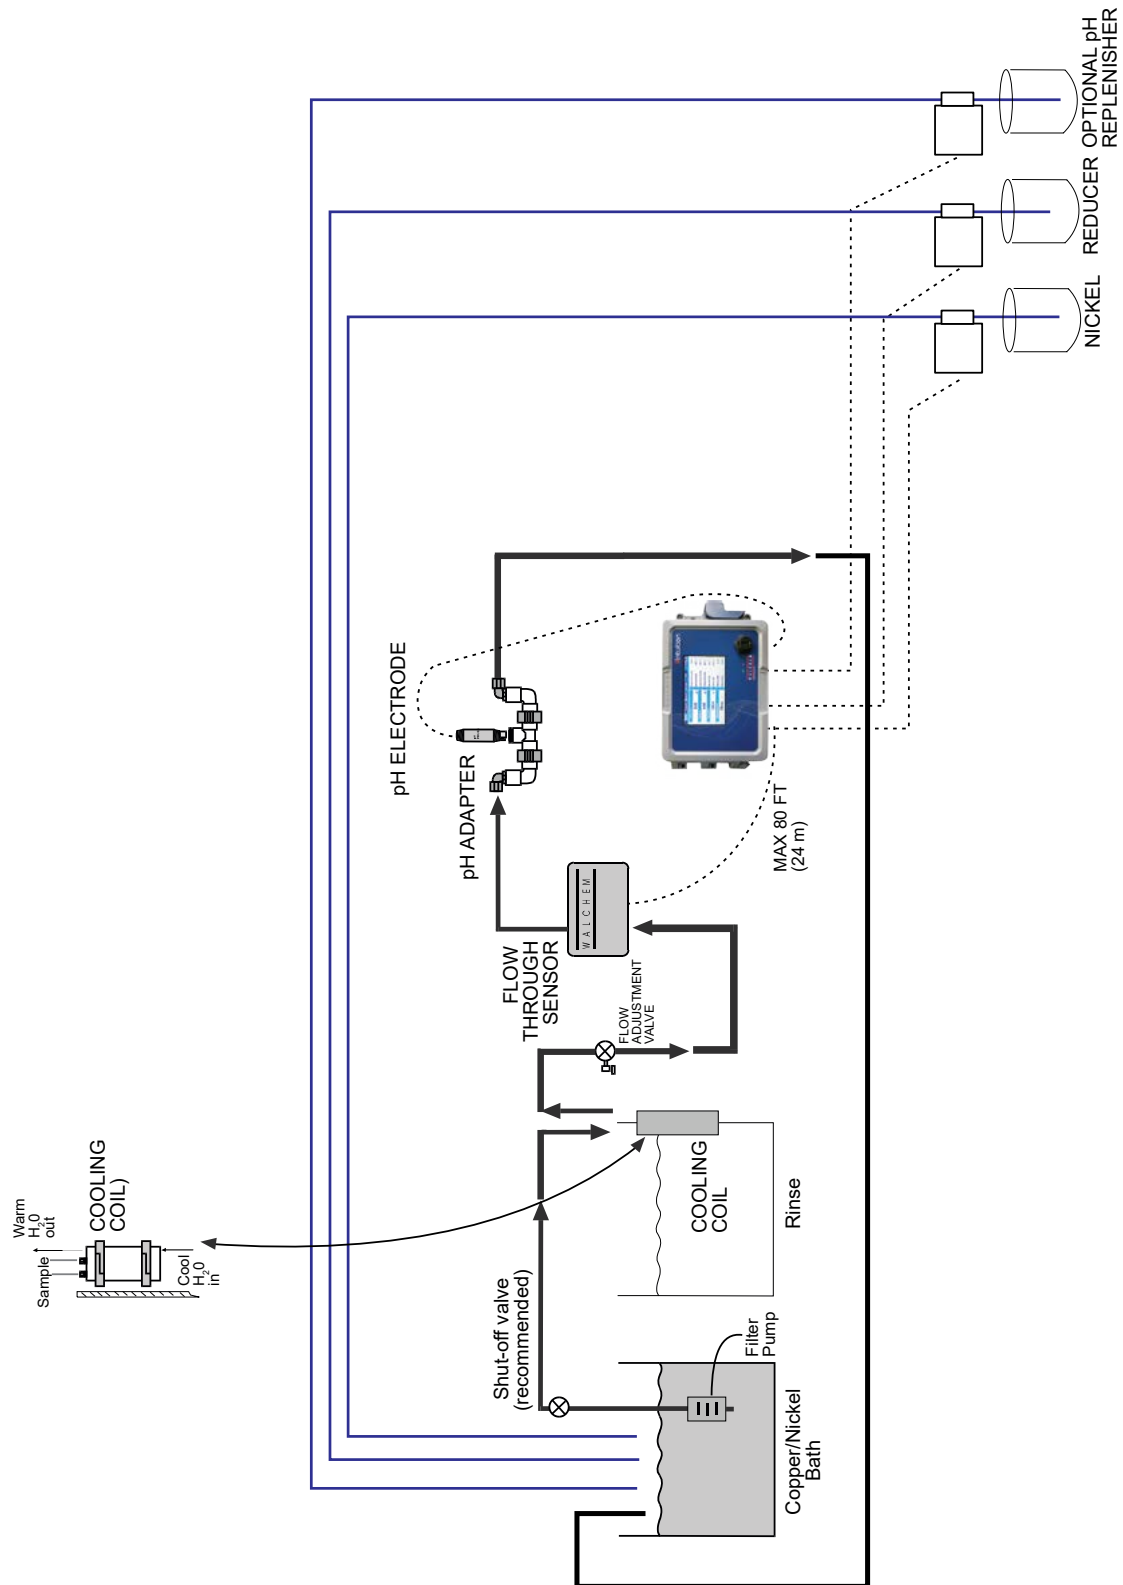 Sample
Warm
H₂0
out
Cool
H₂0
in
COOLING
COIL)
pH ELECTRODE
pH ADAPTER
Shut-off valve
(recommended)
FLOW
THROUGH
SENSOR
WALCHEM
FLOW
ADJUSTMENT
VALVE
COOLING
COIL
Filter
Pump
Copper/Nickel
Bath
Rinse
MAX 80 FT
(24 m)
NICKEL
REDUCER
OPTIONAL pH
REPLENISHER